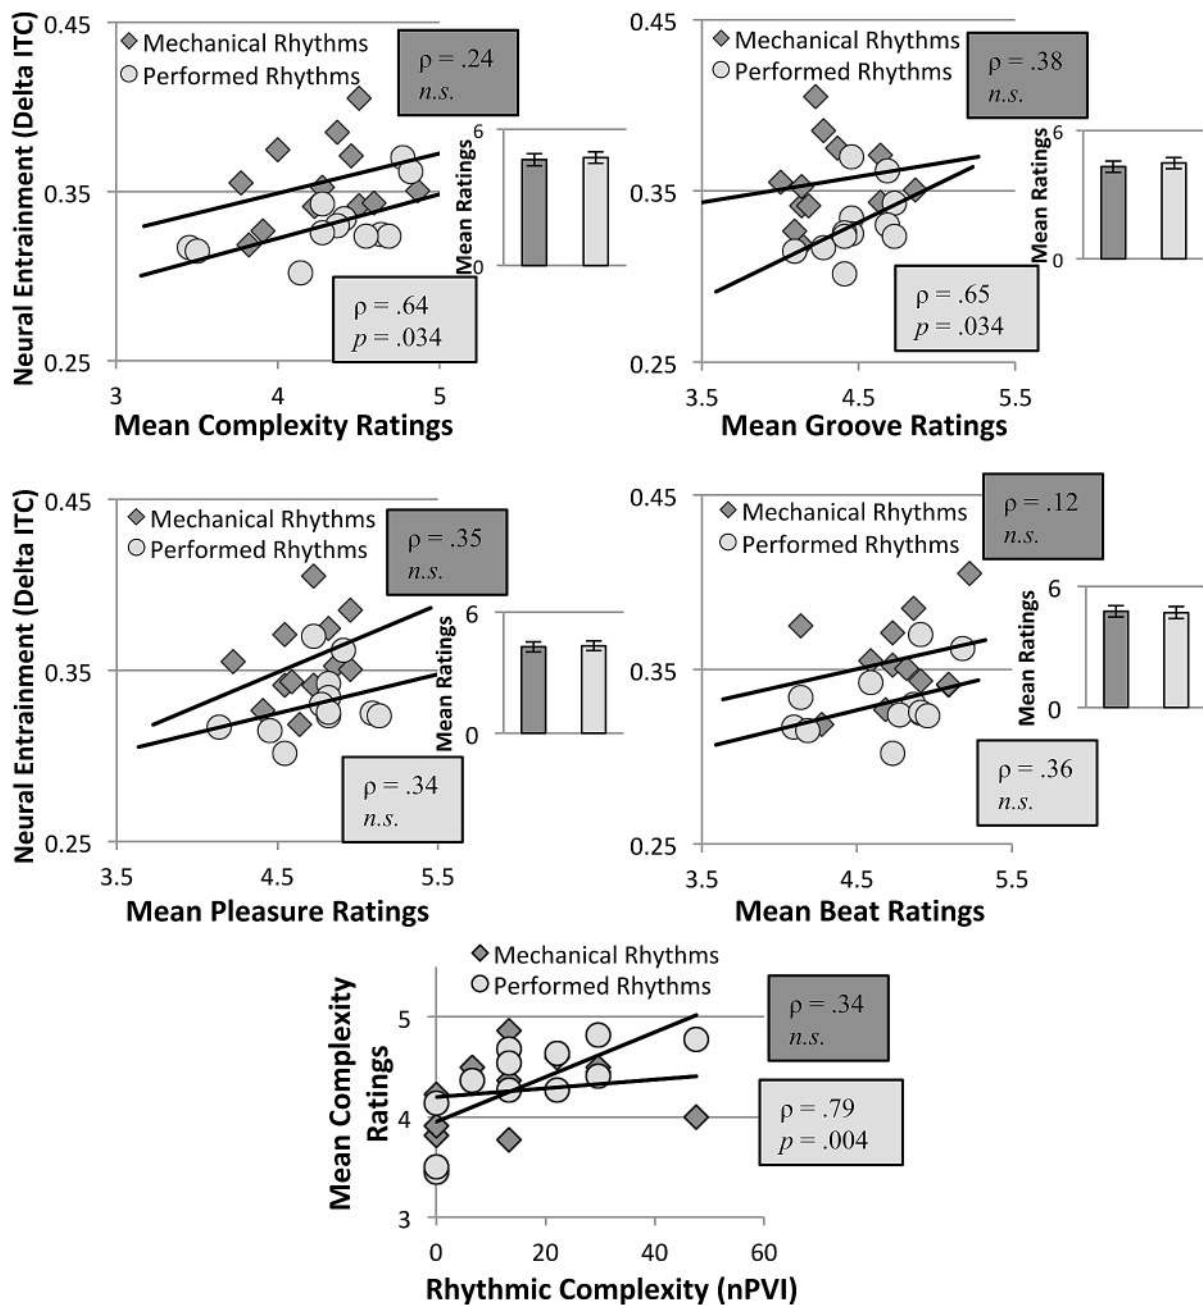 0.45
Mechanical Rhythms
Performed Rhythms
ρ = .24
n.s.
Neural Entrainment (Delta ITC)
0.35
0.25
3
4
5
Mean Complexity Ratings
ρ = .64
p = .034
Mean Ratings
6
0
0.45
Mechanical Rhythms
Performed Rhythms
ρ = .38
n.s.
0.35
0.25
3.5
4.5
5.5
Mean Groove Ratings
ρ = .65
p = .034
Mean Ratings
6
0
0.45
Mechanical Rhythms
Performed Rhythms
ρ = .35
n.s.
Neural Entrainment (Delta ITC)
0.35
0.25
3.5
4.5
5.5
Mean Pleasure Ratings
ρ = .34
n.s.
Mean Ratings
6
0
0.45
Mechanical Rhythms
Performed Rhythms
ρ = .12
n.s.
0.35
0.25
3.5
4.5
5.5
Mean Beat Ratings
ρ = .36
n.s.
Mean Ratings
6
0
Mechanical Rhythms
Performed Rhythms
Mean Complexity
Ratings
5
4
3
0
20
40
60
Rhythmic Complexity (nPVI)
ρ = .34
n.s.
ρ = .79
p = .004